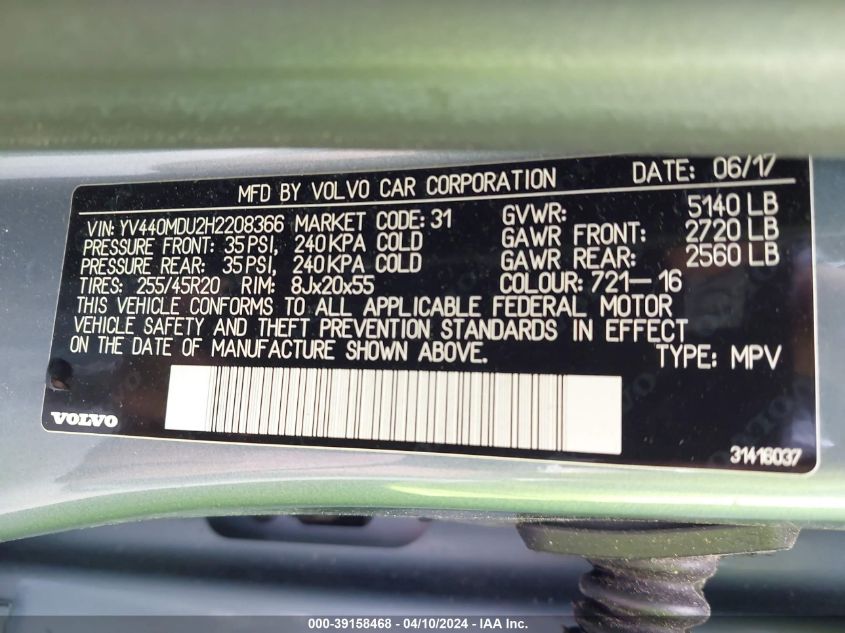 MFD BY VOLVO CAR CORPORATION DATE: 06/17
VIN: YV440MDU2H2208366 MARKET CODE: 31 GVWR: 5140 LB
PRESSURE FRONT: 35 PSI, 240 KPA COLD GAWR FRONT: 2720 LB
PRESSURE REAR: 35 PSI, 240 KPA COLD GAWR REAR: 2560 LB
TIRES: 255/45R20 RIM: 8Jx20x55 COLOUR: 721—16
THIS VEHICLE CONFORMS TO ALL APPLICABLE FEDERAL MOTOR
VEHICLE SAFETY AND THEFT PREVENTION STANDARDS IN EFFECT
ON THE DATE OF MANUFACTURE SHOWN ABOVE. TYPE: MPV
VOLVO
31416037
000-39158468 - 04/10/2024 - IAA Inc.